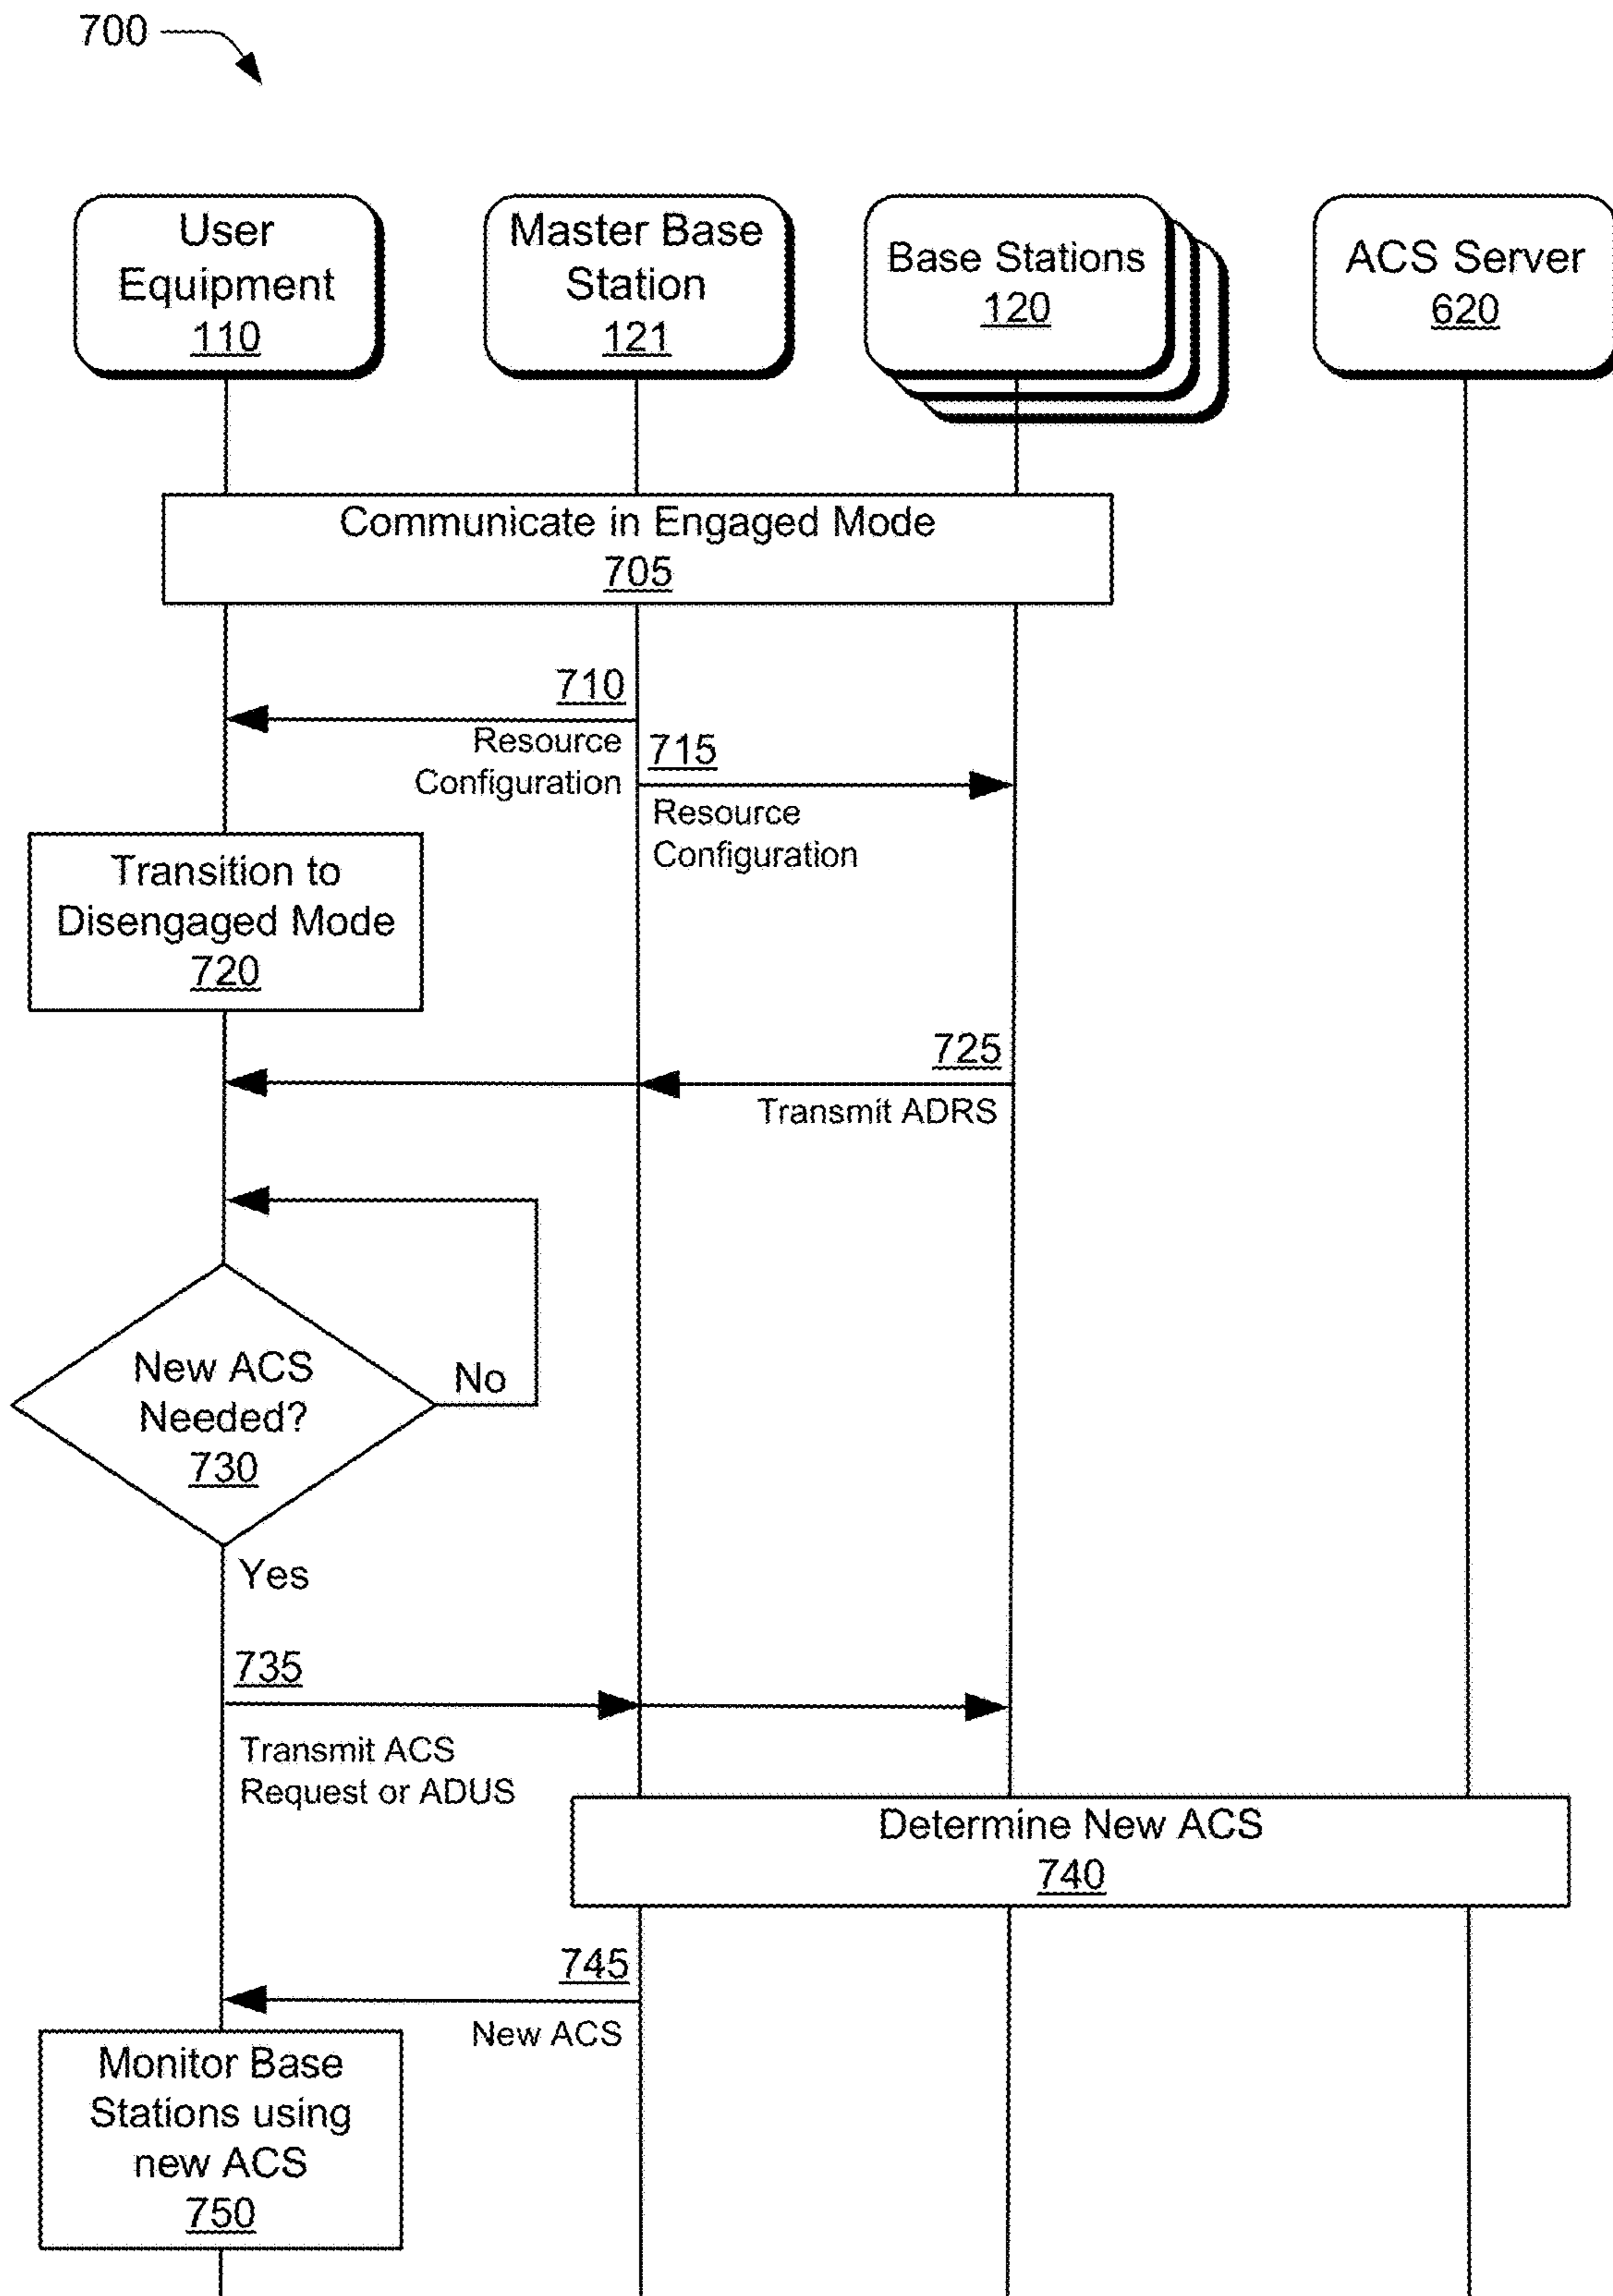 700
User
Equipment
110
Master Base
Station
121
Base Stations
120
ACS Server
620
Communicate in Engaged Mode
705
710
Resource
Configuration
715
Resource
Configuration
Transition to
Disengaged Mode
720
725
Transmit ADRS
New ACS
Needed?
730
No
Yes
735
Transmit ACS
Request or ADUS
Determine New ACS
740
745
New ACS
Monitor Base
Stations using
new ACS
750